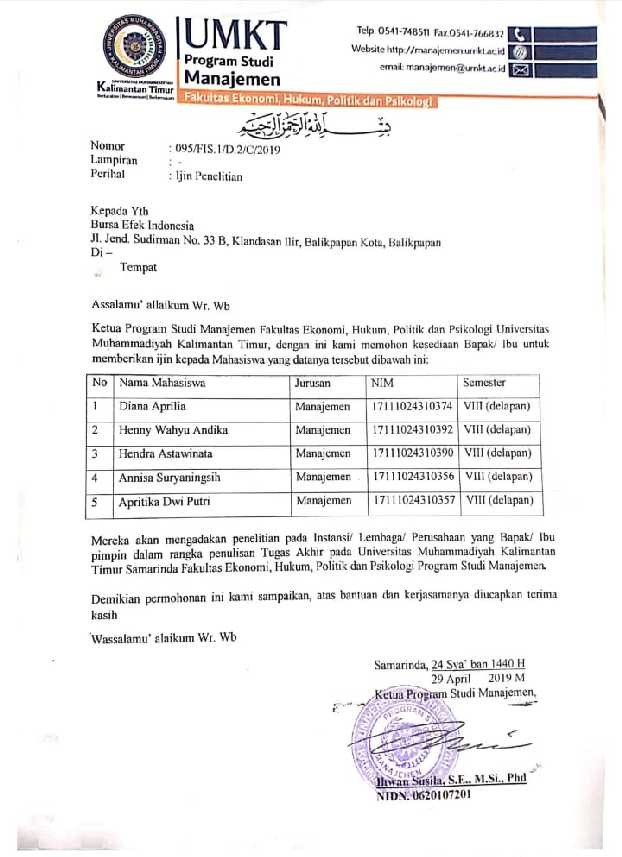 UMKT
Program Studi
Manajemen
UNIVERSITAS MUHAMMADIYAH
Kalimantan Timur
Fakultas Ekonomi, Hukum, Politik dan Psikologi
Telp. 0541-748511 Fax.0541-766832
Website http://manajemen.umkt.ac.id
email: manajemen@umkt.ac.id
بِسْمِ اللهِ الرَّحْمٰنِ الرَّحِيْمِ
Nomor : 095/FIS.1/D.2/C/2019
Lampiran : -
Perihal : Ijin Penelitian
Kepada Yth
Bursa Efek Indonesia
Jl. Jend. Sudirman No. 33 B, Klandasan Ilir, Balikpapan Kota, Balikpapan
Di –
Tempat
Assalamu' allaikum Wr. Wb
Ketua Program Studi Manajemen Fakultas Ekonomi, Hukum, Politik dan Psikologi Universitas
Muhammadiyah Kalimantan Timur, dengan ini kami memohon kesediaan Bapak/ Ibu untuk
memberikan ijin kepada Mahasiswa yang datanya tersebut dibawah ini:
No Nama Mahasiswa Jurusan NIM Semester
1 Diana Aprilia Manajemen 17111024310374 VIII (delapan)
2 Henny Wahyu Andika Manajemen 17111024310392 VIII (delapan)
3 Hendra Astawinata Manajemen 17111024310390 VIII (delapan)
4 Annisa Suryaningsih Manajemen 17111024310356 VIII (delapan)
5 Apritika Dwi Putri Manajemen 17111024310357 VIII (delapan)
Mereka akan mengadakan penelitian pada Instansi/ Lembaga/ Perusahaan yang Bapak/ Ibu
pimpin dalam rangka penulisan Tugas Akhir pada Universitas Muhammadiyah Kalimantan
Timur Samarinda Fakultas Ekonomi, Hukum, Politik dan Psikologi Program Studi Manajemen.
Demikian permohonan ini kami sampaikan, atas bantuan dan kerjasamanya diucapkan terima
kasih
Wassalamu' alaikum Wr. Wb
Samarinda, 24 Sya' ban 1440 H
29 April 2019 M
Ketua Program Studi Manajemen,
Ihwan Susila, S.E., M.Si., Phd
NIDN. 0620107201